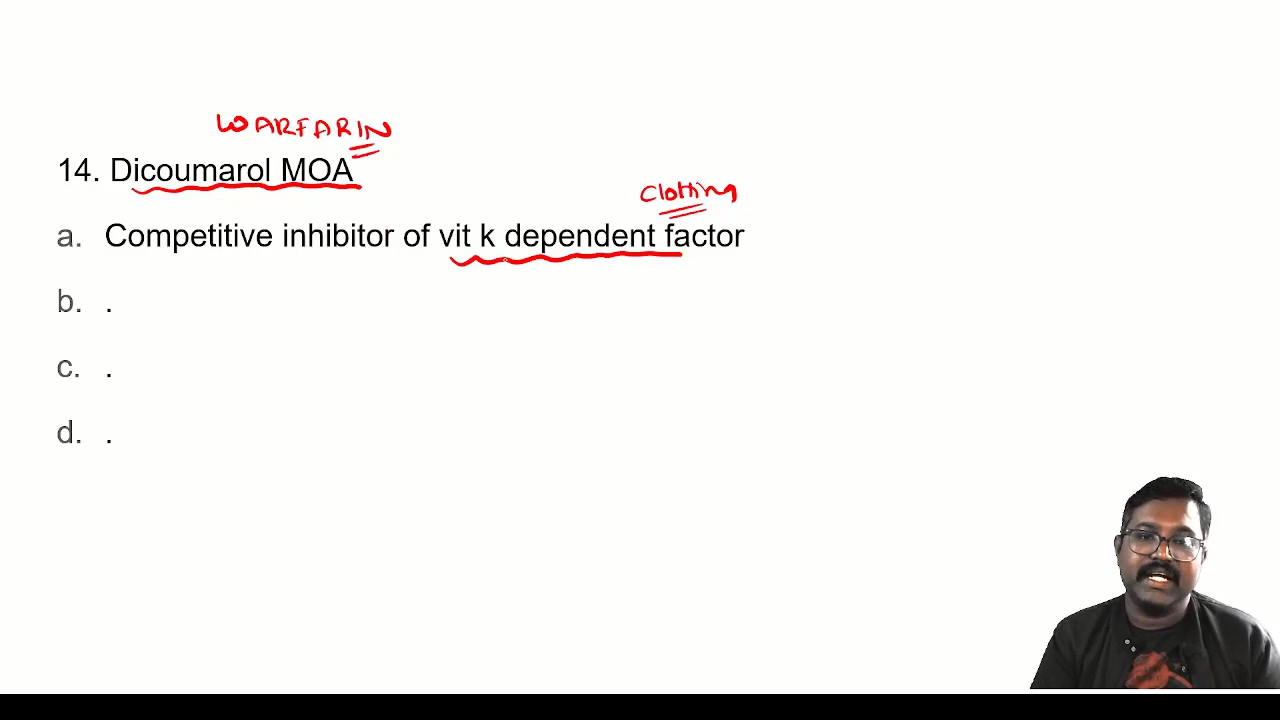 WARFARIN
14. Dicoumarol MOA
Clotting
a. Competitive inhibitor of vit k dependent factor
b. .
c. .
d. .